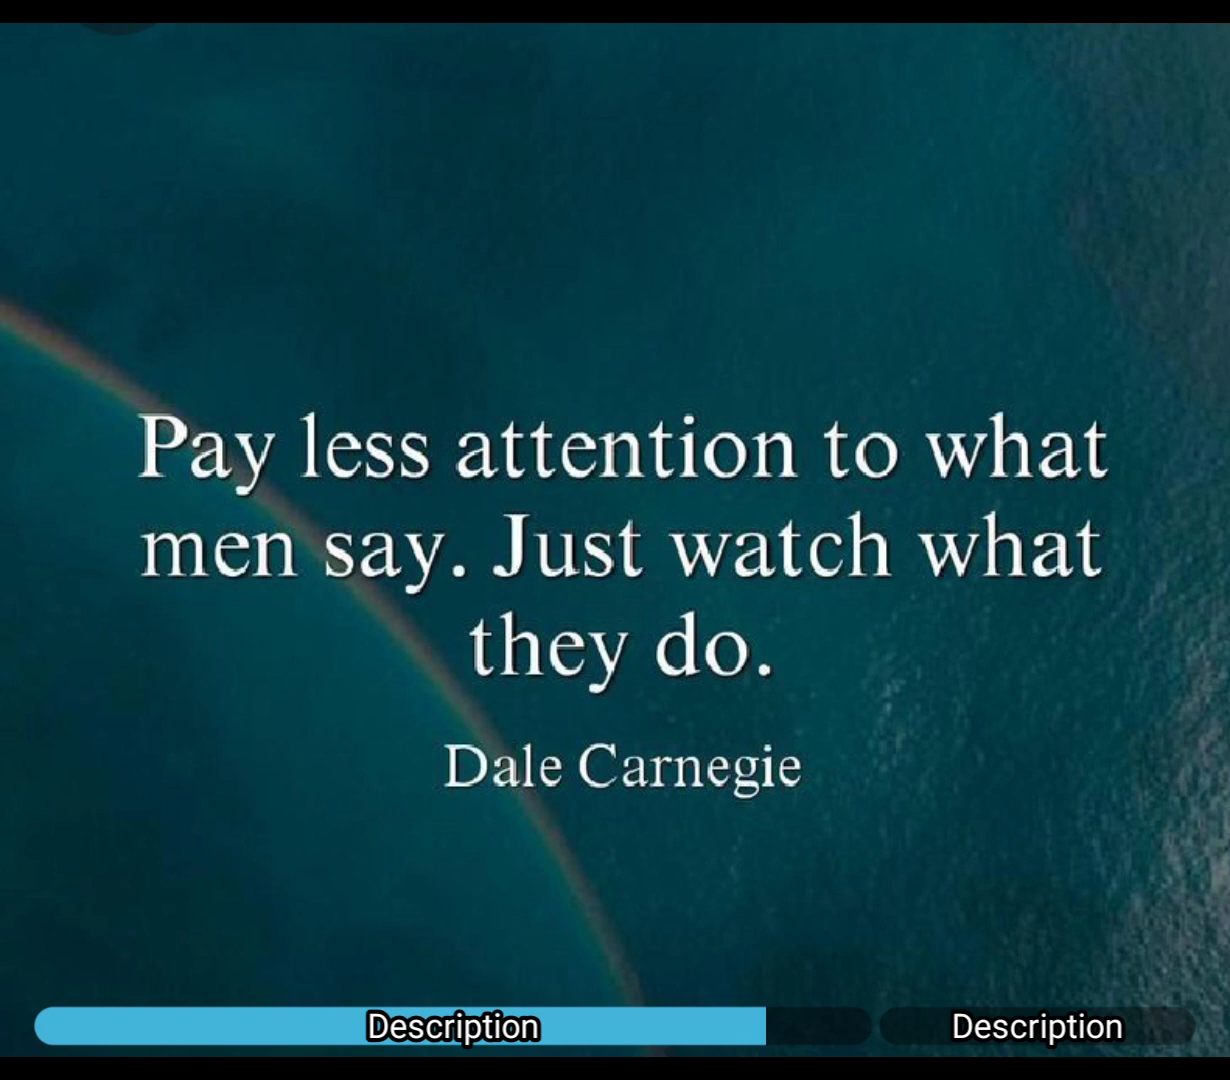 Pay less attention to what
men say. Just watch what
they do.
Dale Carnegie
Description Description